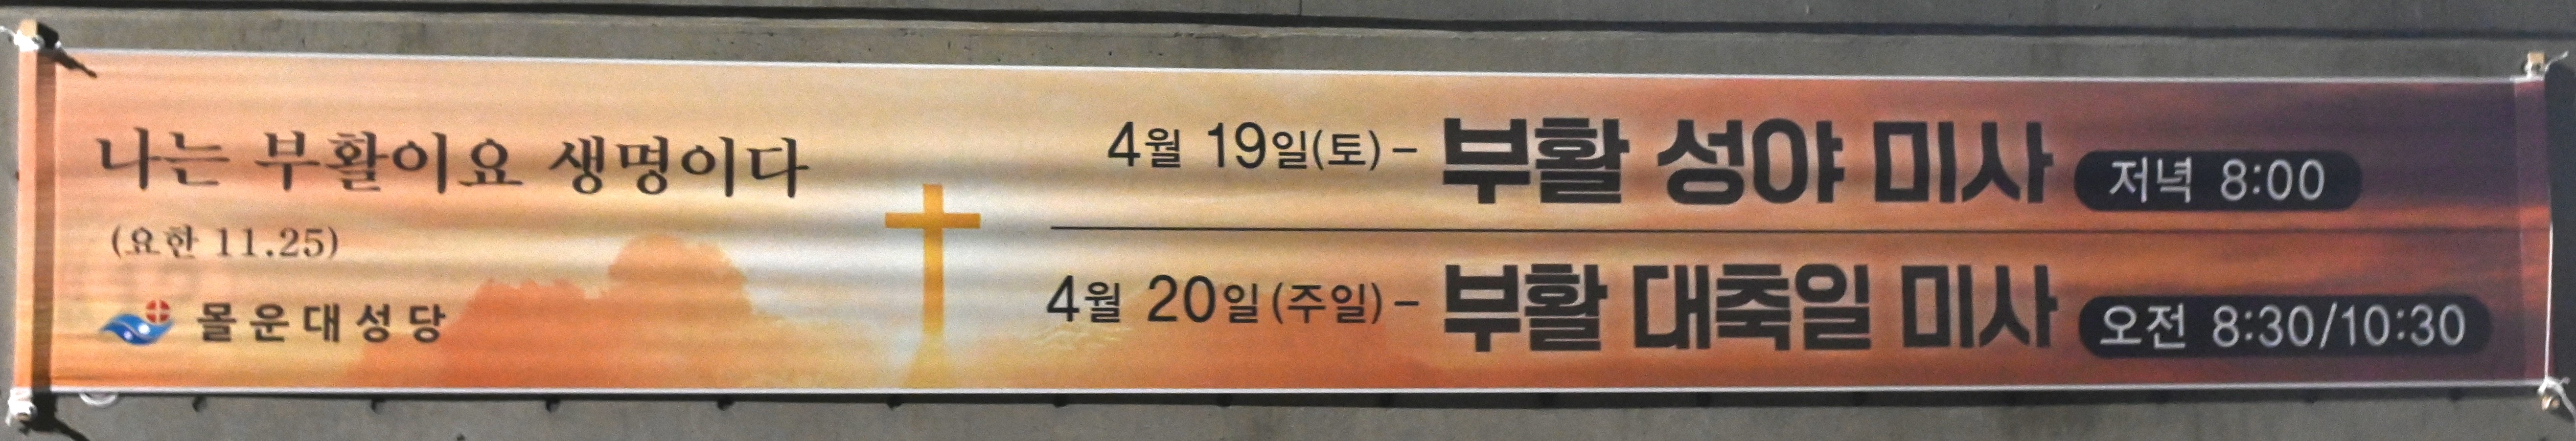 나는 부활이요 생명이다
(요한 11.25)
몰운대성당
4월 19일(토) - 부활 성야 미사 저녁 8:00
4월 20일(주일) - 부활 대축일 미사 오전 8:30/10:30